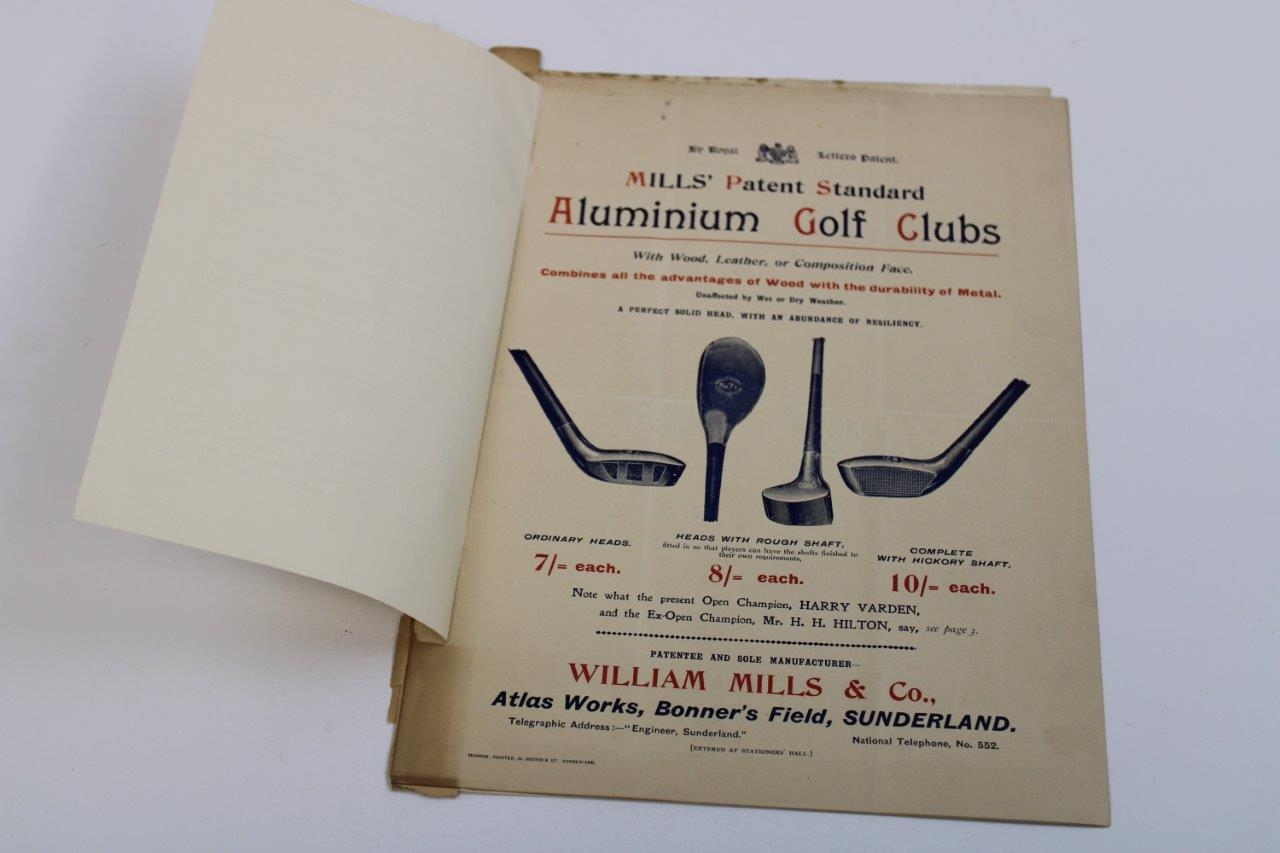 By Royal Letters Patent.
MILLS' Patent Standard
Aluminium Golf Clubs
With Wood, Leather, or Composition Face.
Combines all the advantages of Wood with the durability of Metal.
Unaffected by Wet or Dry Weather.
A PERFECT SOLID HEAD, WITH AN ABUNDANCE OF RESILIENCY.
ORDINARY HEADS.
7/= each.
HEADS WITH ROUGH SHAFT,
fitted in so that players can have the shafts finished to
their own requirements,
8/= each.
COMPLETE
WITH HICKORY SHAFT,
10/= each.
Note what the present Open Champion, HARRY VARDEN,
and the Ex-Open Champion, Mr. H. H. HILTON, say, see page 3.
PATENTEE AND SOLE MANUFACTURER—
WILLIAM MILLS & Co.,
Atlas Works, Bonner's Field, SUNDERLAND.
Telegraphic Address:—"Engineer, Sunderland."
National Telephone, No. 552.
[ENTERED AT STATIONERS' HALL.]
PRINTER, SUNDERLAND.